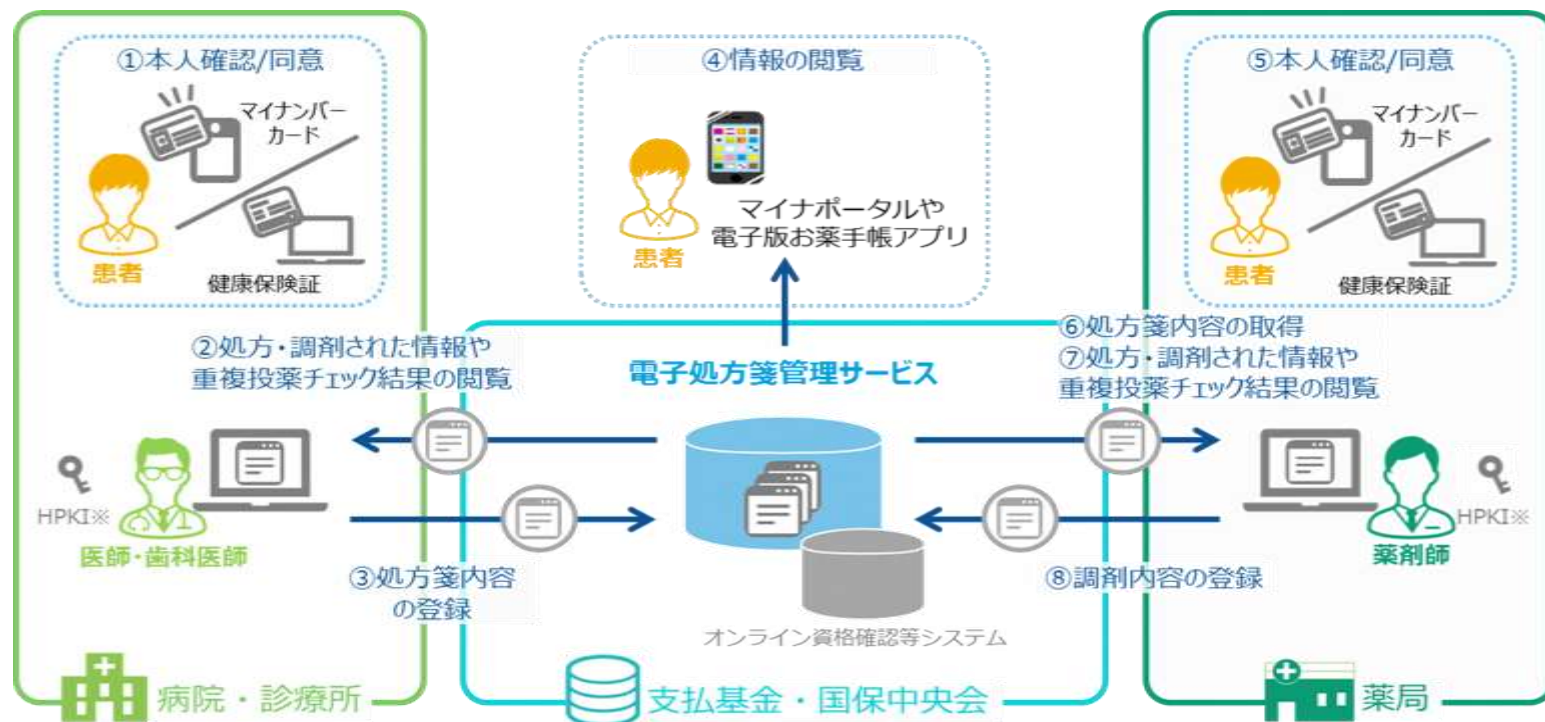 ①本人確認/同意
マイナンバー
カード
患者
健康保険証
②処方・調剤された情報や
重複投薬チェック結果の閲覧
HPKI※
医師・歯科医師
③処方箋内容
の登録
病院・診療所
④情報の閲覧
マイナポータルや
電子版お薬手帳アプリ
患者
電子処方箋管理サービス
オンライン資格確認等システム
支払基金・国保中央会
⑤本人確認/同意
マイナンバー
カード
患者
健康保険証
⑥処方箋内容の取得
⑦処方・調剤された情報や
重複投薬チェック結果の閲覧
HPKI※
薬剤師
⑧調剤内容の登録
薬局